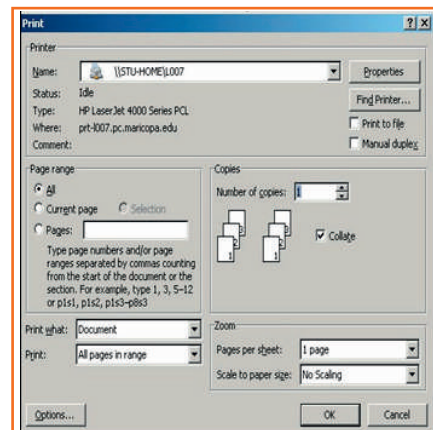 Print
Printer
Name: \\STU-HOME\L007
Properties
Status: Idle
Find Printer...
Type: HP LaserJet 4000 Series PCL
Where: prt-l007.pc.maricopa.edu
Print to file
Comment:
Manual duplex
Page range
All
Current page Selection
Pages:
Type page numbers and/or page
ranges separated by commas counting
from the start of the document or the
section. For example, type 1, 3, 5-12
or p1s1, p1s2, p1s3-p8s3
Copies
Number of copies: 1
Collate
Print what: Document
Print: All pages in range
Zoom
Pages per sheet: 1 page
Scale to paper size: No Scaling
Options...
OK
Cancel